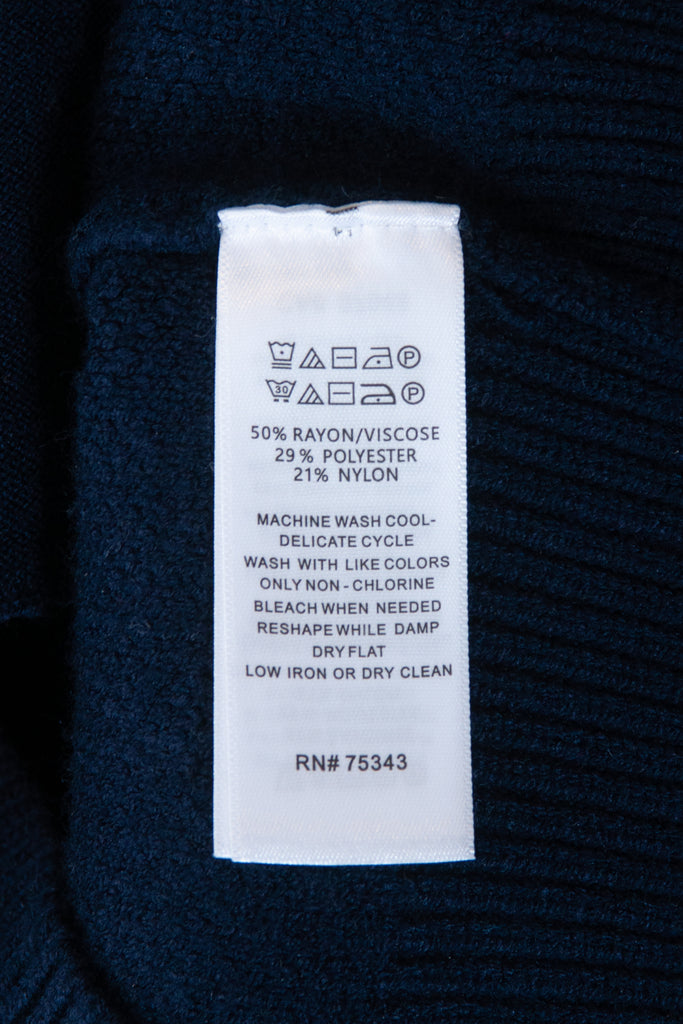 P
30 P
50% RAYON/VISCOSE
29% POLYESTER
21% NYLON
MACHINE WASH COOL-
DELICATE CYCLE
WASH WITH LIKE COLORS
ONLY NON-CHLORINE
BLEACH WHEN NEEDED
RESHAPE WHILE DAMP
DRY FLAT
LOW IRON OR DRY CLEAN
RN# 75343